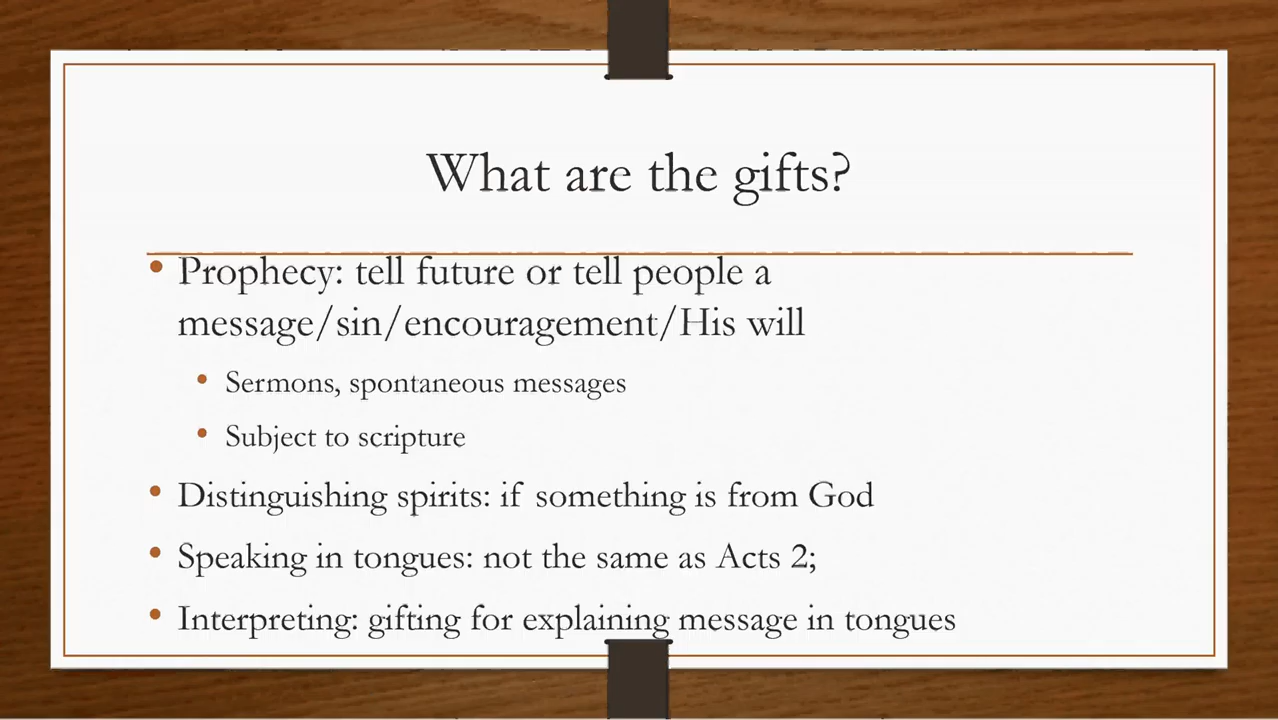 What are the gifts?
• Prophecy: tell future or tell people a
message/sin/encouragement/His will
• Sermons, spontaneous messages
• Subject to scripture
• Distinguishing spirits: if something is from God
• Speaking in tongues: not the same as Acts 2;
• Interpreting: gifting for explaining message in tongues